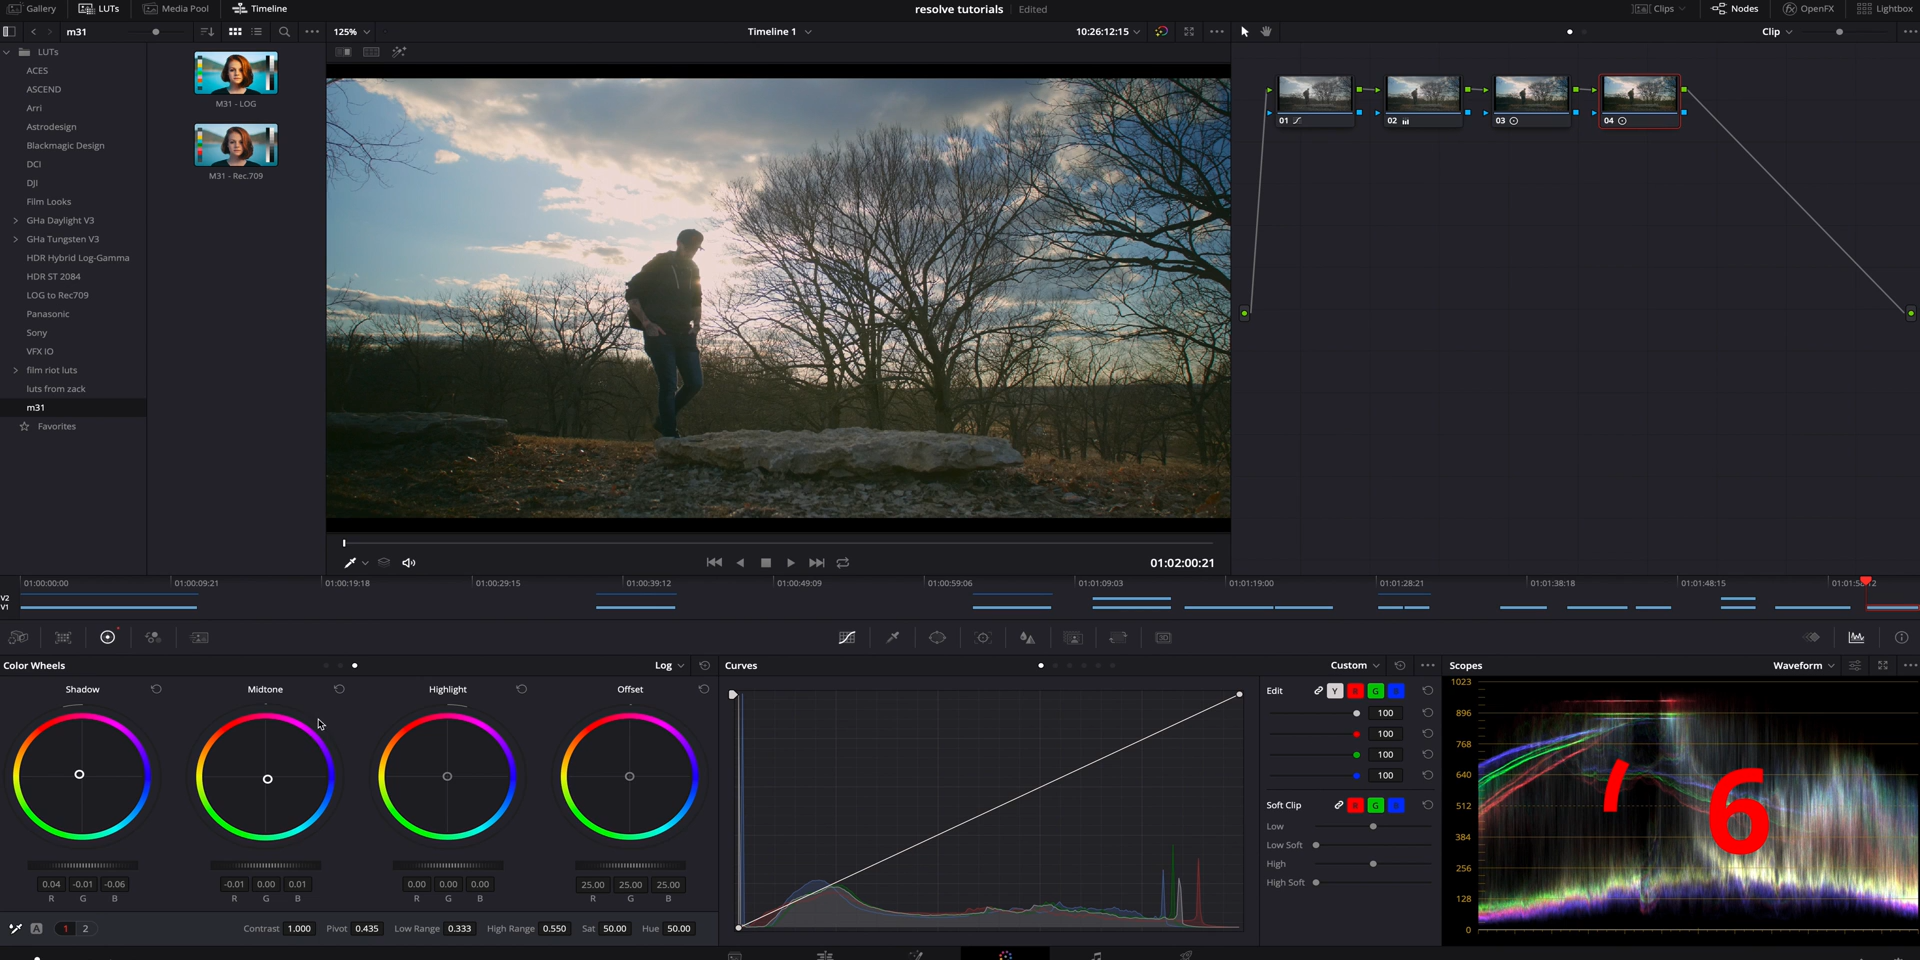 Gallery LUTs Media Pool Timeline resolve tutorials Edited Clips Nodes OpenFX Lightbox
m31 125% Timeline 1 10:26:12:15 Clip
LUTs
ACES
ASCEND
Arri
Astrodesign
Blackmagic Design
DCI
DJI
Film Looks
GHa Daylight V3
GHa Tungsten V3
HDR Hybrid Log-Gamma
HDR ST 2084
LOG to Rec709
Panasonic
Sony
VFX IO
film riot luts
luts from zack
m31
Favorites
M31 - LOG
M31 - Rec.709
01 02 03 04
01:02:00:21
01:00:00:00 01:00:09:21 01:00:19:18 01:00:29:15 01:00:39:12 01:00:49:09 01:00:59:06 01:01:09:03 01:01:19:00 01:01:28:21 01:01:38:18 01:01:48:15
V2
V1
Color Wheels Log Curves Custom Scopes Waveform
Shadow Midtone Highlight Offset
0.04 -0.01 -0.06 -0.01 0.00 0.01 0.00 0.00 0.00 25.00 25.00 25.00
R G B R G B R G B R G B
A 1 2 Contrast 1.000 Pivot 0.435 Low Range 0.333 High Range 0.550 Sat 50.00 Hue 50.00
Edit Y R G B
100
100
100
100
Soft Clip R G B
Low
Low Soft
High
High Soft
1023
896
768
640
512
384
256
128
0
6